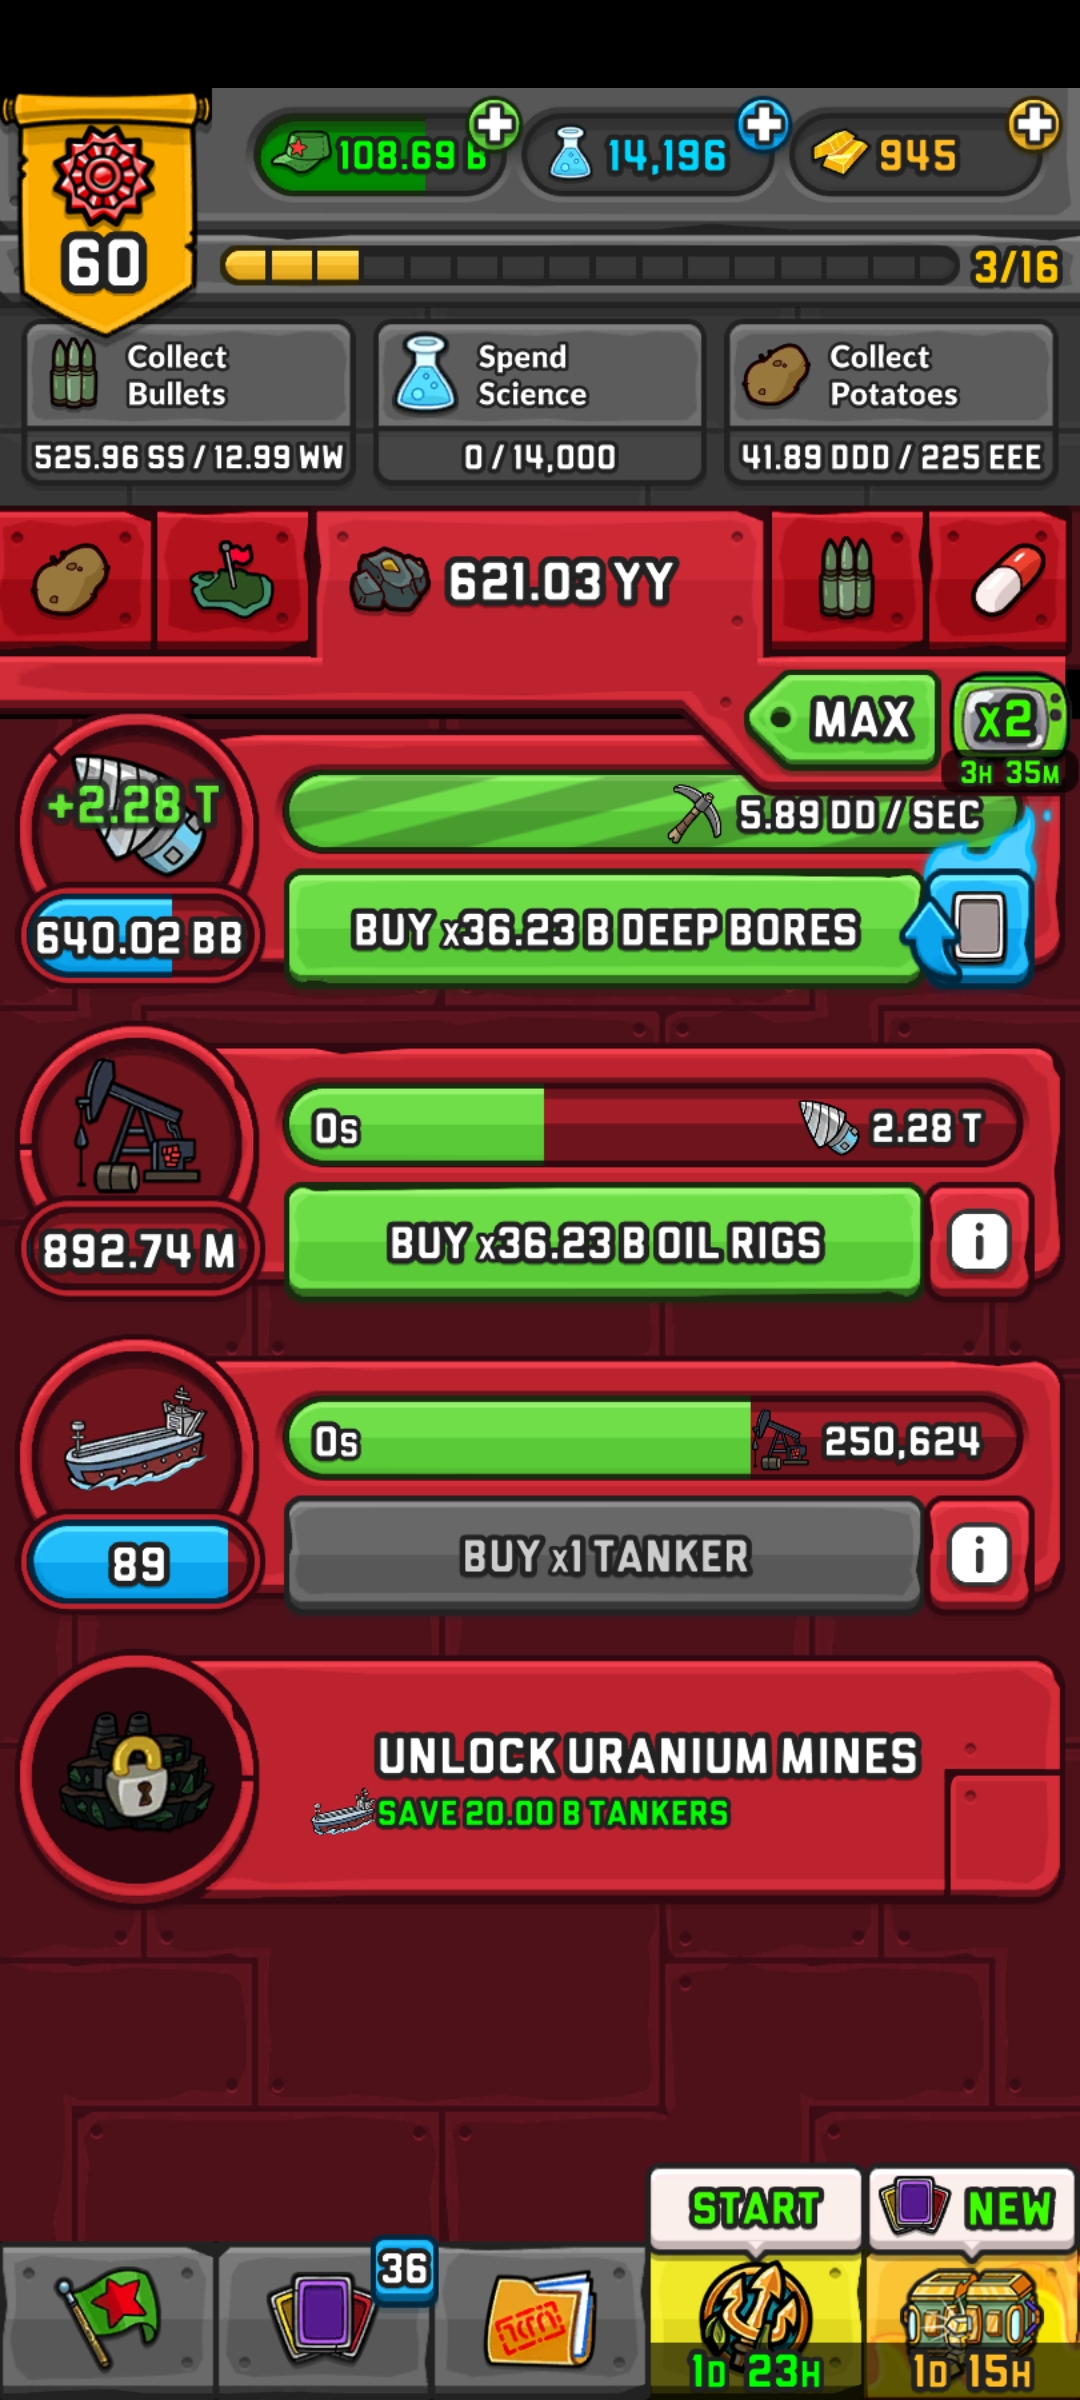 60
108.69 B
14,196
945
3/16
Collect
Bullets
525.96 SS / 12.99 WW
Spend
Science
0 / 14,000
Collect
Potatoes
41.89 DDD / 225 EEE
621.03 YY
MAX
x2
3H 35M
+2.28 T
5.89 DD / SEC
640.02 BB
BUY x36.23 B DEEP BORES
0s
2.28 T
892.74 M
BUY x36.23 B OIL RIGS
i
0s
250,624
89
BUY x1 TANKER
i
UNLOCK URANIUM MINES
SAVE 20.00 B TANKERS
START
NEW
36
1D 23H
1D 15H